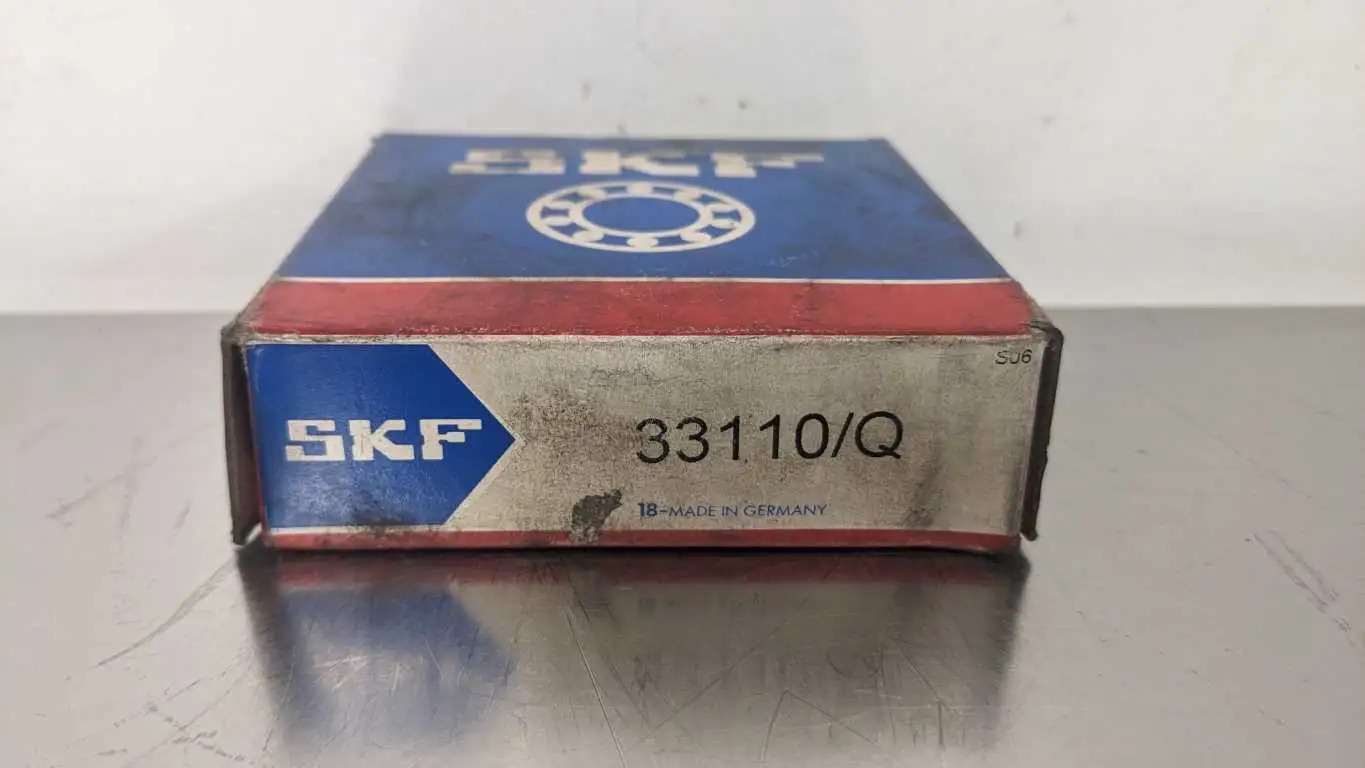 SKF
S06
SKF
33110/Q
18-MADE IN GERMANY